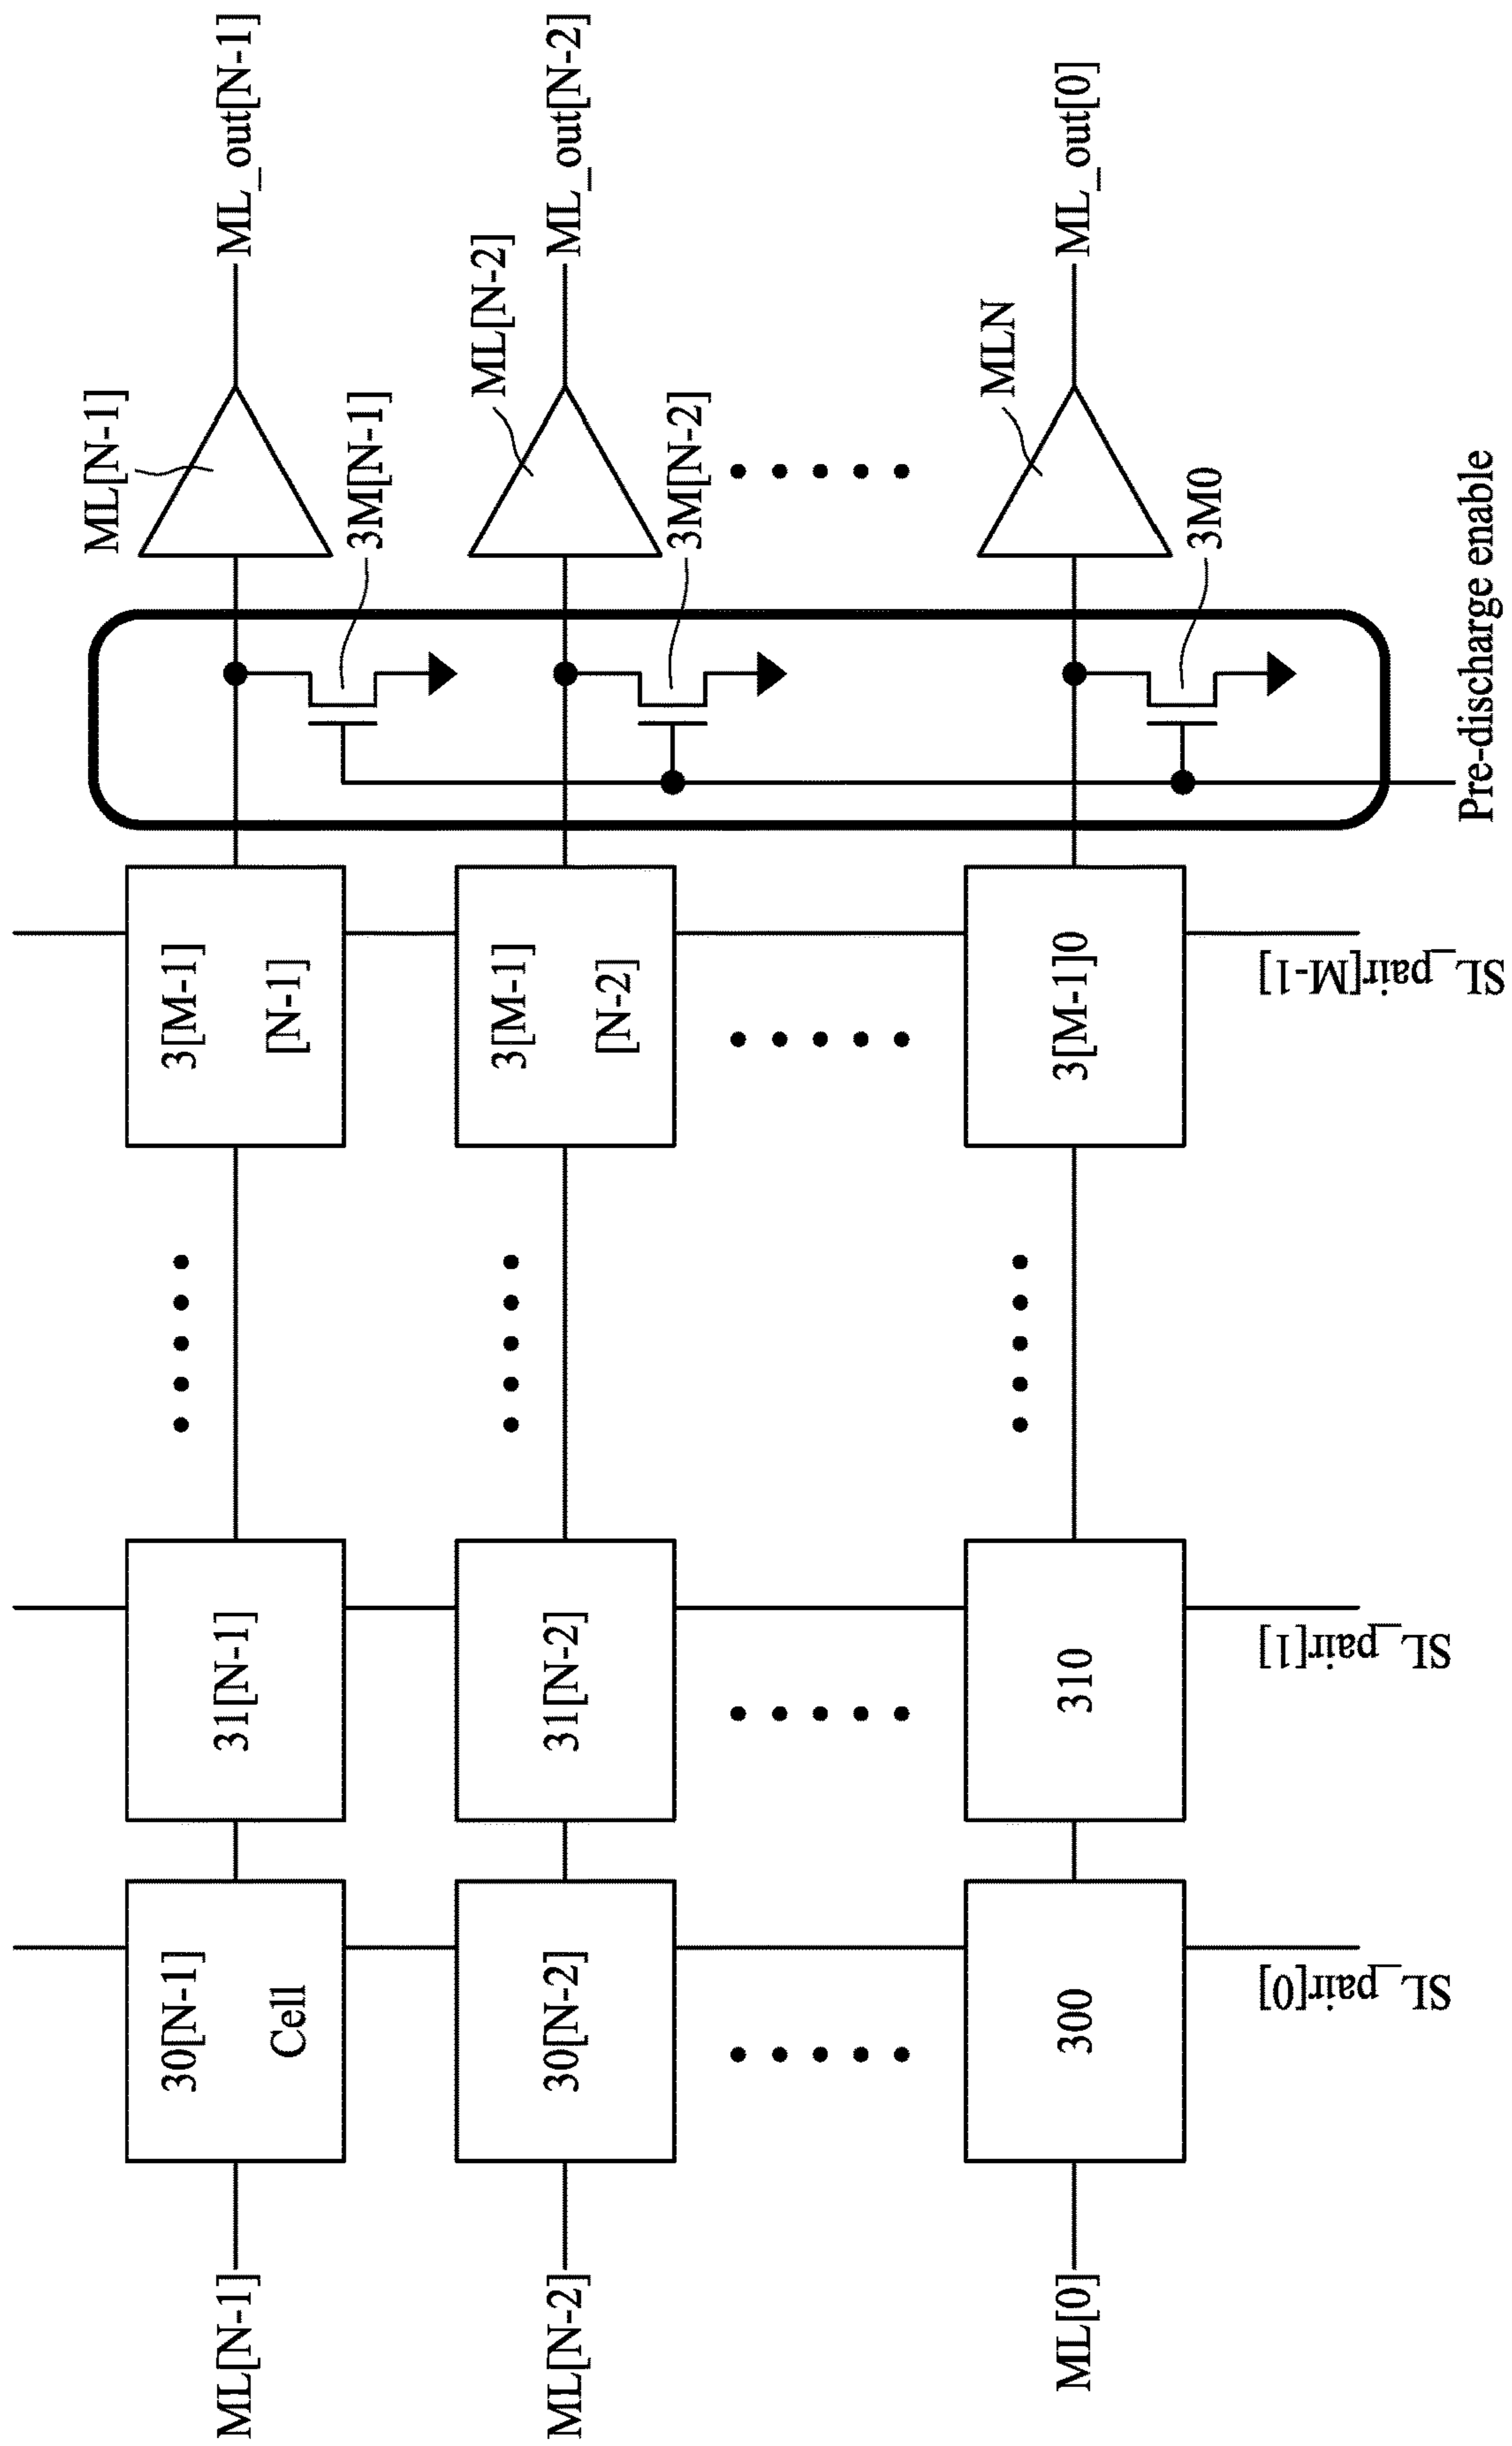 ML[N-1]
ML[N-1]
30[N-1]
Cell
31[N-1]
3[M-1]
[N-1]
ML_out[N-1]
3M[N-1]
ML[N-2]
ML[N-2]
30[N-2]
31[N-2]
3[M-1]
[N-2]
ML_out[N-2]
3M[N-2]
MLN
ML[0]
300
310
3[M-1]0
ML_out[0]
3M0
SL_pair[0]
SL_pair[1]
SL_pair[M-1]
Pre-discharge enable